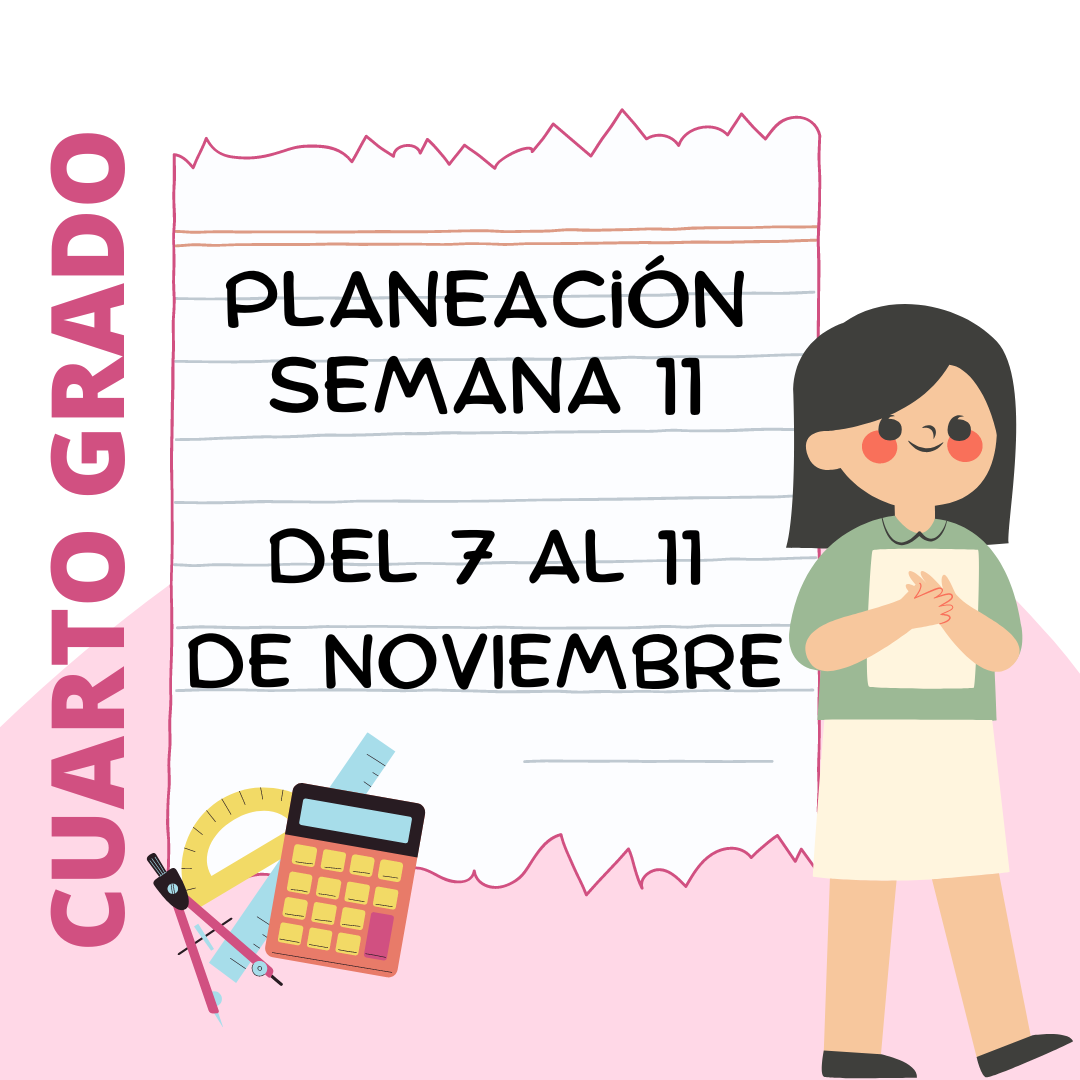 CUARTO GRADO
PLANEACIÓN
SEMANA 11
DEL 7 AL 11
DE NOVIEMBRE